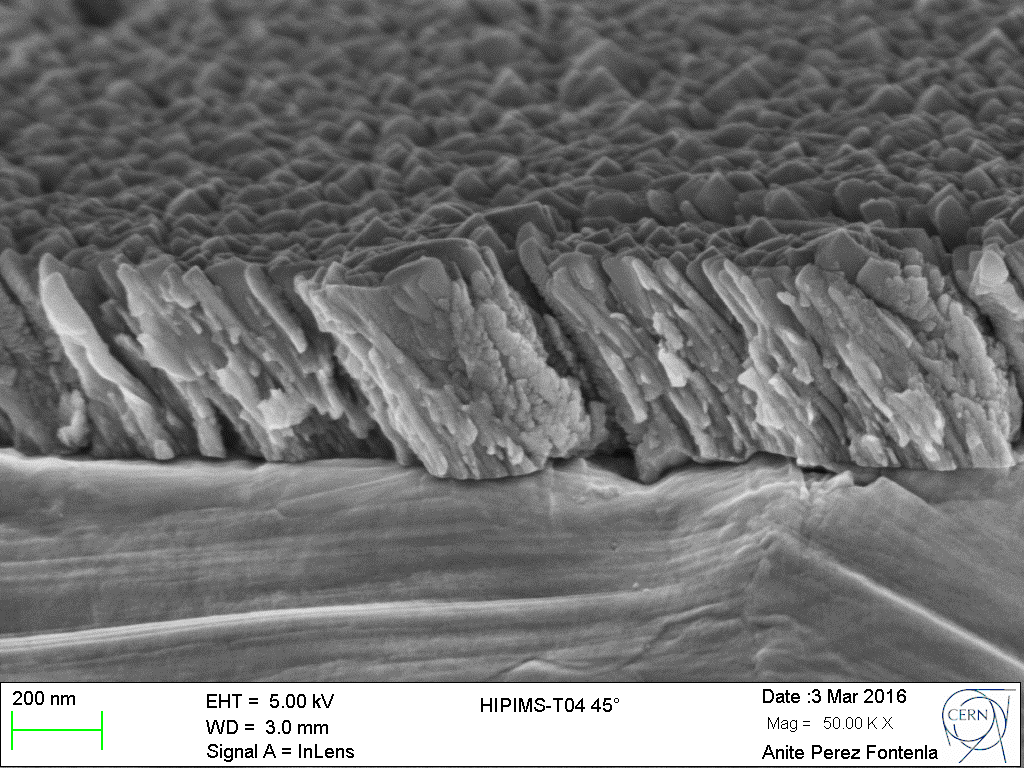 200 nm
EHT = 5.00 kV
WD = 3.0 mm
Signal A = InLens
HIPIMS-T04 45°
Date :3 Mar 2016
Mag = 50.00 K X
Anite Perez Fontenla
CERN